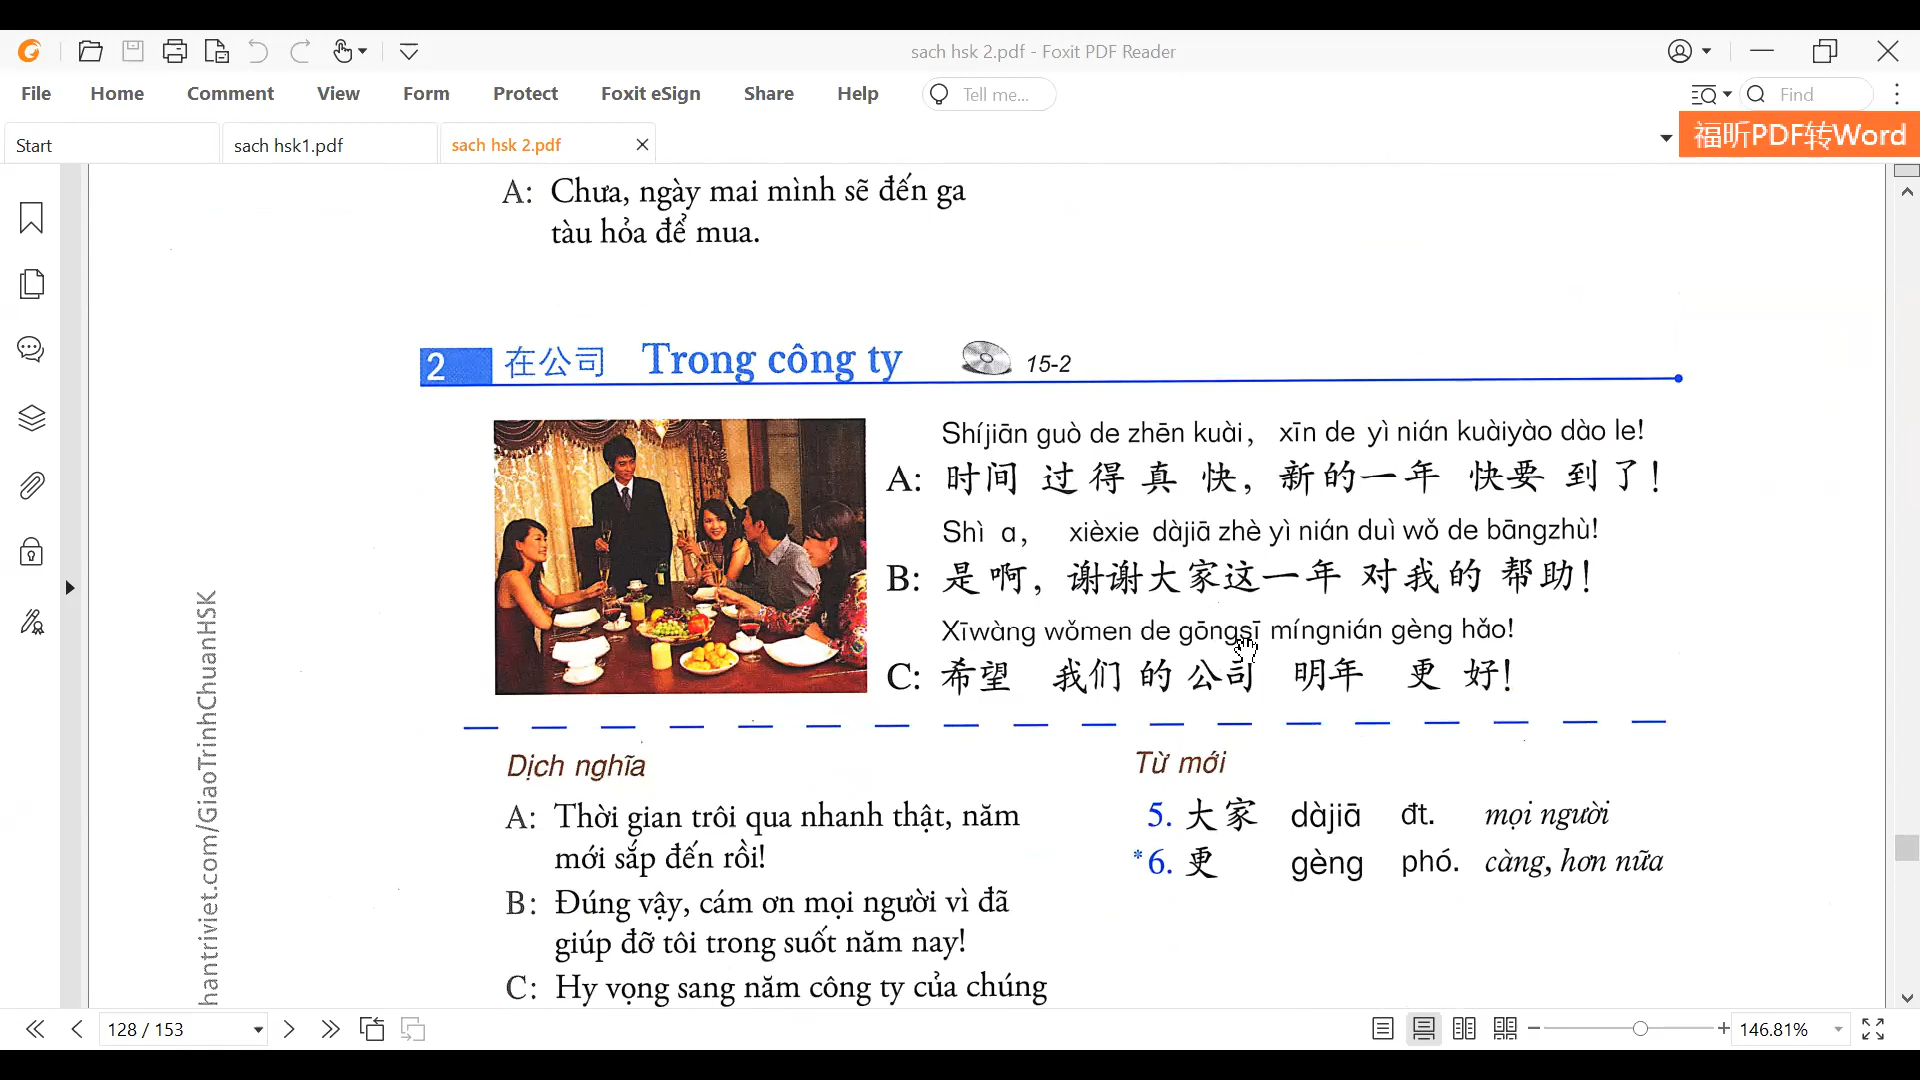 sach hsk 2.pdf - Foxit PDF Reader
File Home Comment View Form Protect Foxit eSign Share Help Tell me... Find
Start sach hsk1.pdf sach hsk 2.pdf 福昕PDF转Word
A: Chưa, ngày mai mình sẽ đến ga
tàu hỏa để mua.
2 在公司 Trong công ty 15-2
Shíjiān guò de zhēn kuài, xīn de yì nián kuàiyào dào le!
A: 时间 过 得 真 快, 新 的 一 年 快要 到 了!
Shì a, xièxie dàjiā zhè yì nián duì wǒ de bāngzhù!
B: 是 啊, 谢谢大家这一年 对 我 的 帮助!
Xīwàng wǒmen de gōngsī míngnián gèng hǎo!
C: 希望 我们 的 公司 明年 更 好!
Dịch nghĩa
A: Thời gian trôi qua nhanh thật, năm
mới sắp đến rồi!
B: Đúng vậy, cám ơn mọi người vì đã
giúp đỡ tôi trong suốt năm nay!
C: Hy vọng sang năm công ty của chúng
Từ mới
5. 大家 dàjiā đt. mọi người
*6. 更 gèng phó. càng, hơn nữa
hantriviet.com/GiaoTrinhChuanHSK
128 / 153 146.81%